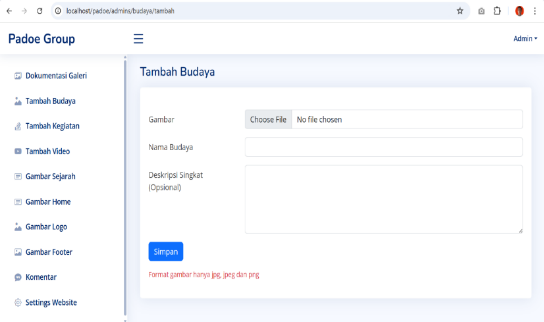 localhost/padoe/admins/budaya/tambah
Padoe Group
Admin
Dokumentasi Galeri
Tambah Budaya
Tambah Kegiatan
Tambah Video
Gambar Sejarah
Gambar Home
Gambar Logo
Gambar Footer
Komentar
Settings Website
Tambah Budaya
Gambar
Choose File No file chosen
Nama Budaya
Deskripsi Singkat
(Opsional)
Simpan
Format gambar hanya jpg, jpeg dan png